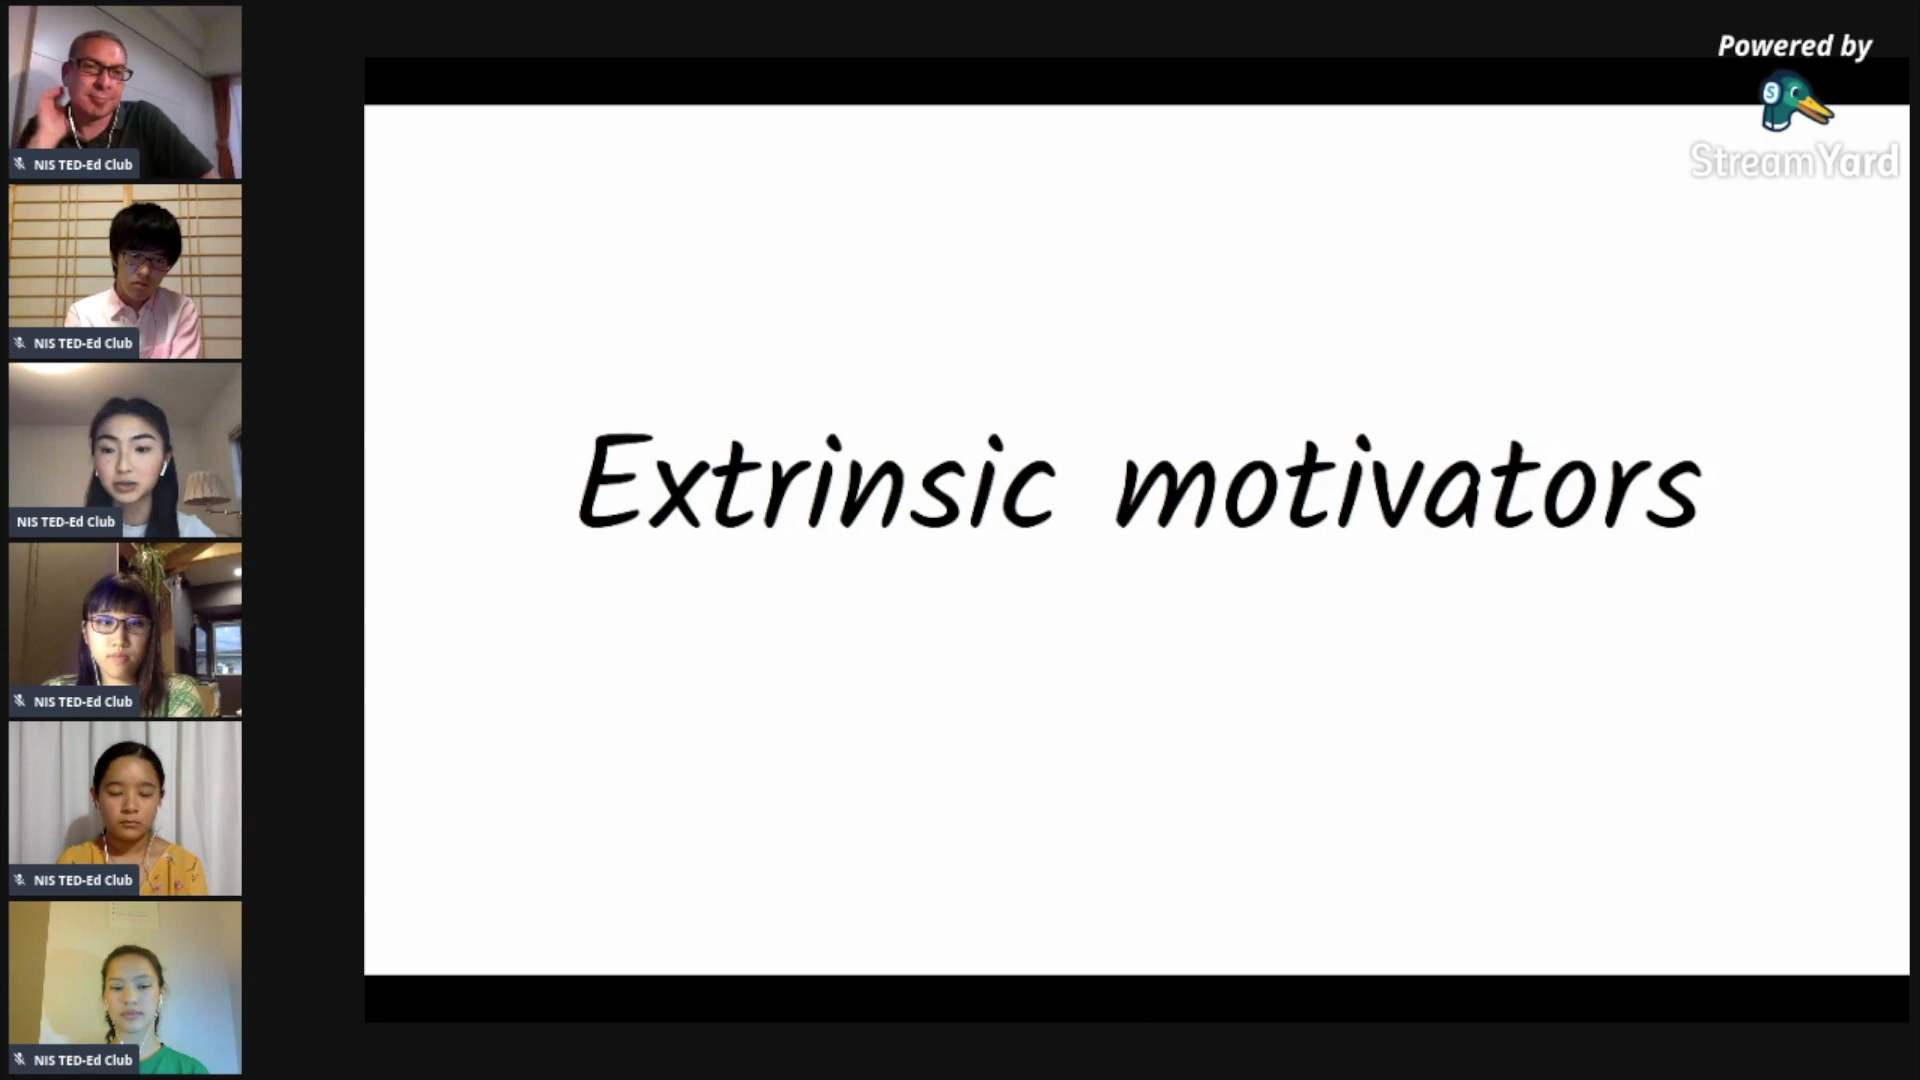 NIS TED-Ed Club
NIS TED-Ed Club
NIS TED-Ed Club
NIS TED-Ed Club
NIS TED-Ed Club
NIS TED-Ed Club
Extrinsic motivators
Powered by
S
StreamYard